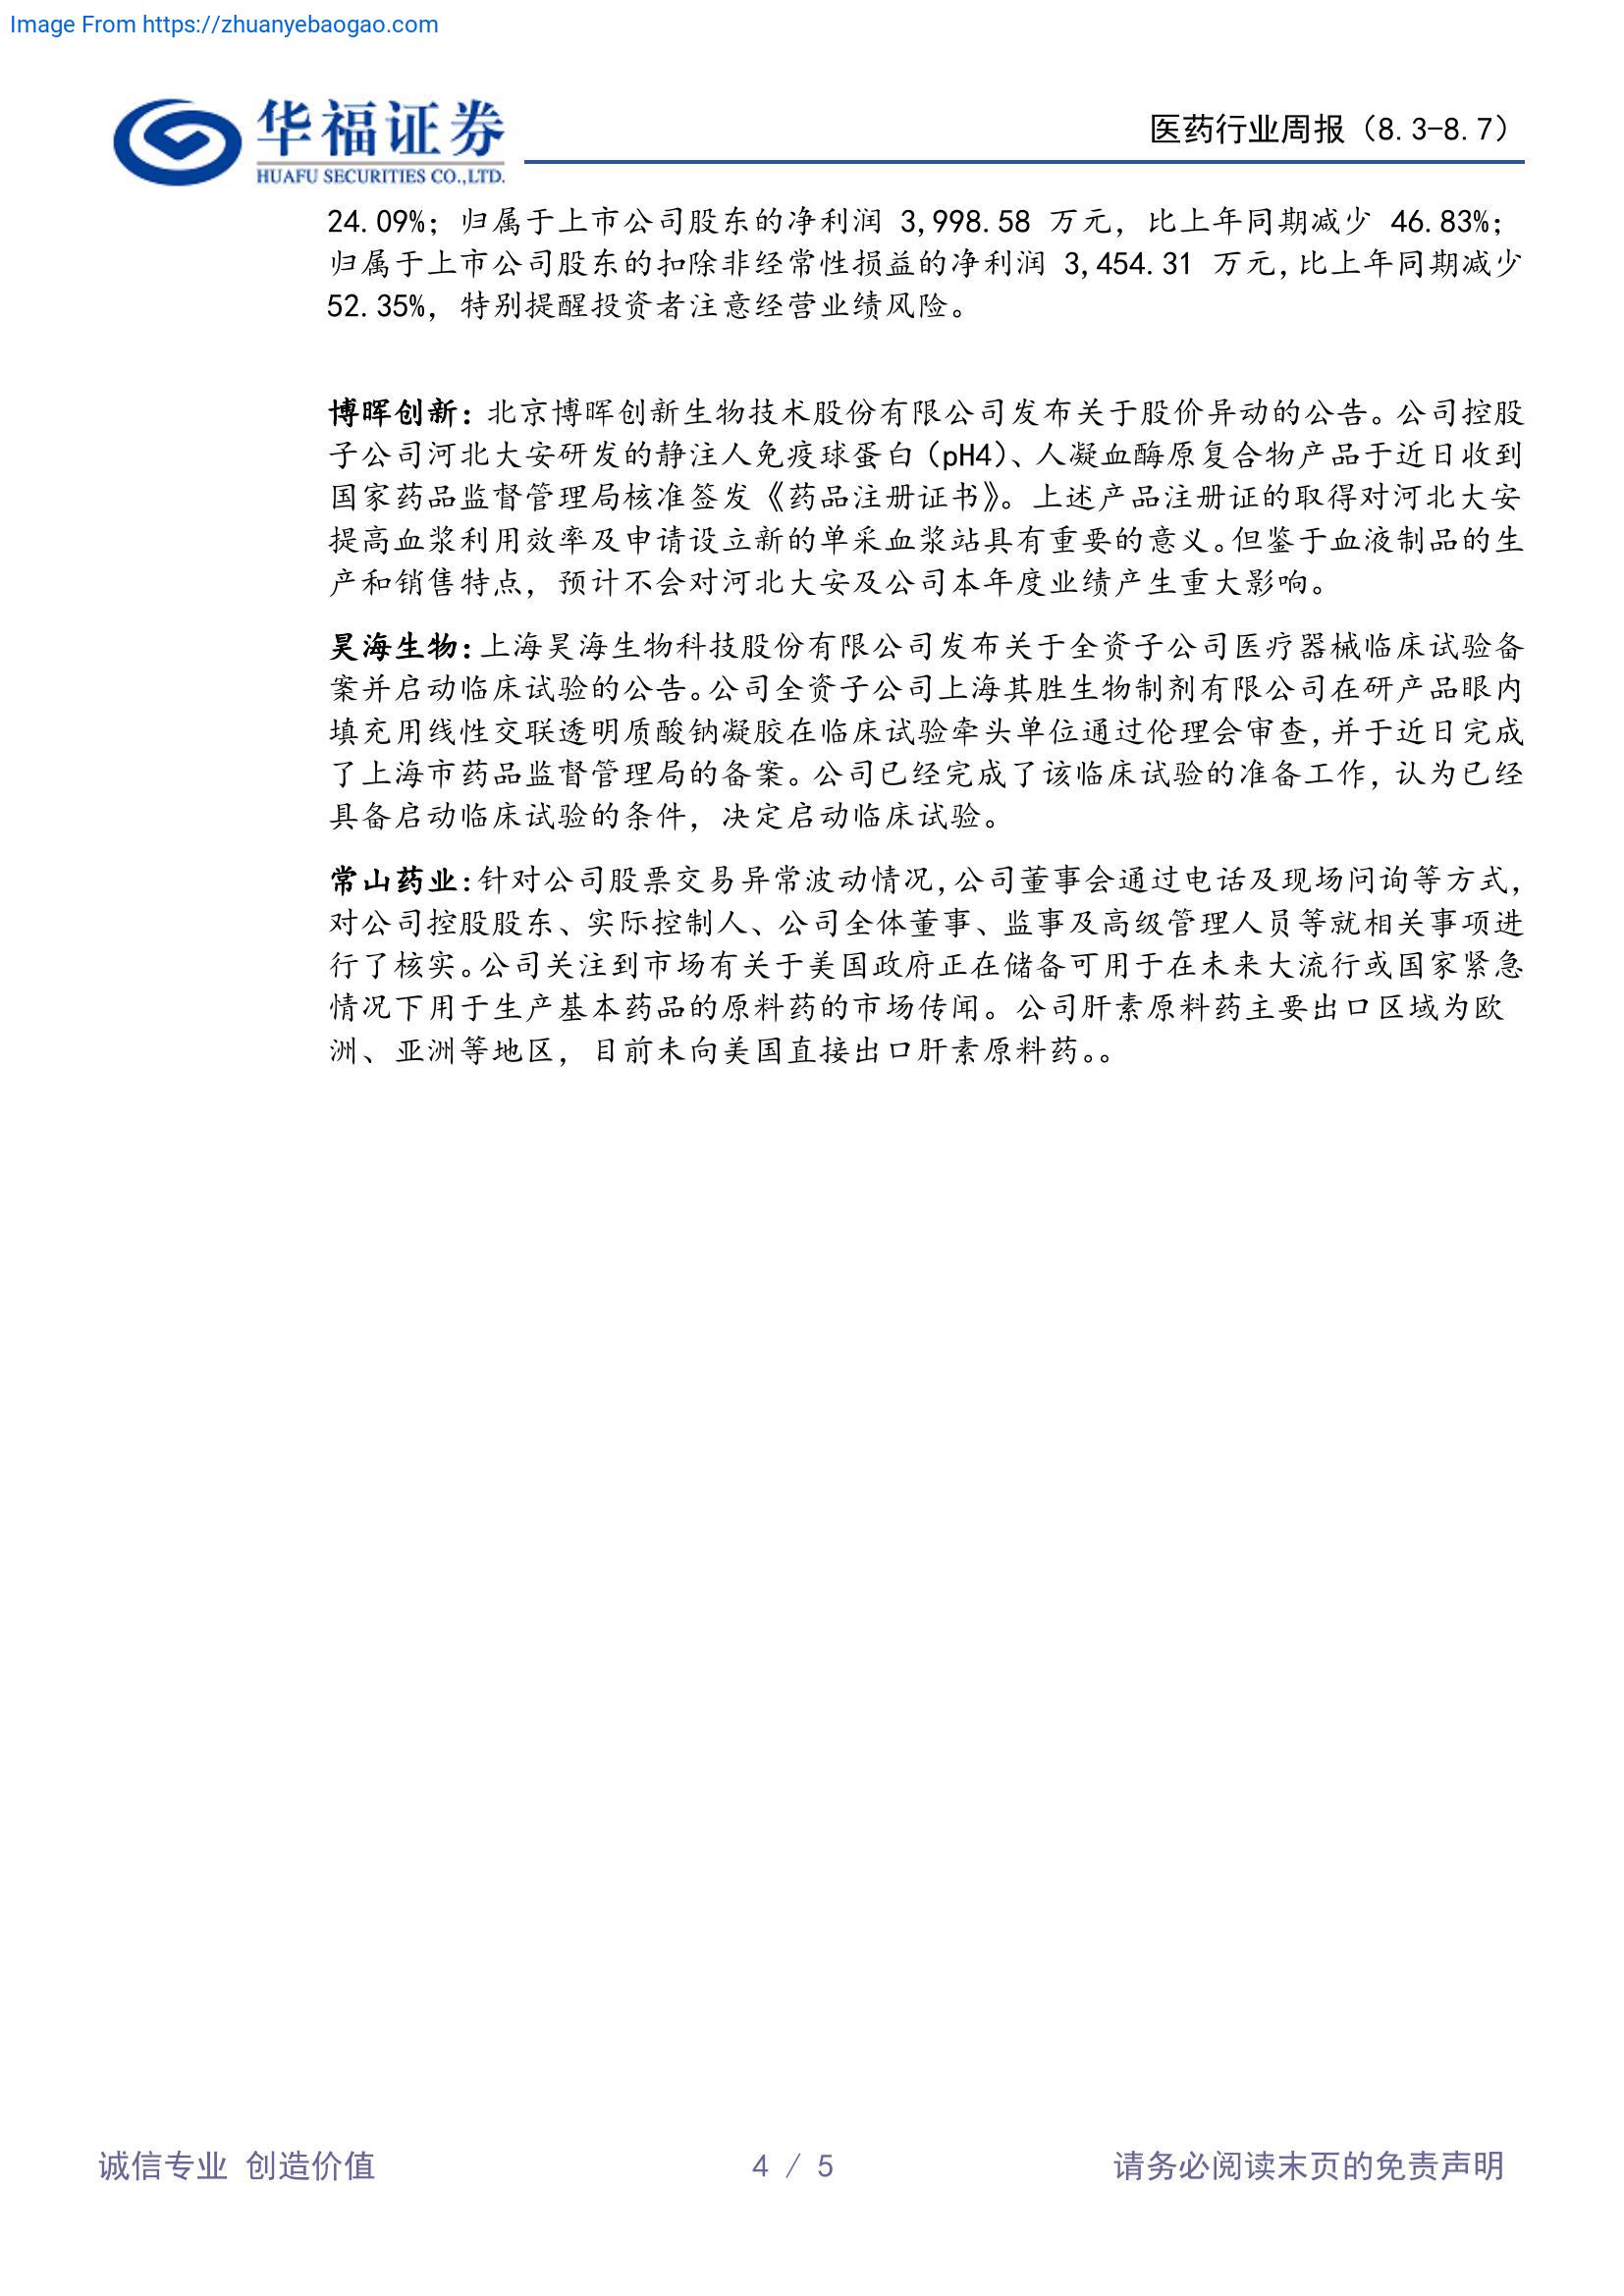 Image From https://zhuanyebaogao.com
华福证券
HUAFU SECURITIES CO.,LTD.
医药行业周报（8.3-8.7）
24.09%；归属于上市公司股东的净利润 3,998.58 万元，比上年同期减少 46.83%；
归属于上市公司股东的扣除非经常性损益的净利润 3,454.31 万元,比上年同期减少
52.35%，特别提醒投资者注意经营业绩风险。
博晖创新：北京博晖创新生物技术股份有限公司发布关于股价异动的公告。公司控股
子公司河北大安研发的静注人免疫球蛋白（pH4）、人凝血酶原复合物产品于近日收到
国家药品监督管理局核准签发《药品注册证书》。上述产品注册证的取得对河北大安
提高血浆利用效率及申请设立新的单采血浆站具有重要的意义。但鉴于血液制品的生
产和销售特点，预计不会对河北大安及公司本年度业绩产生重大影响。
昊海生物：上海昊海生物科技股份有限公司发布关于全资子公司医疗器械临床试验备
案并启动临床试验的公告。公司全资子公司上海其胜生物制剂有限公司在研产品眼内
填充用线性交联透明质酸钠凝胶在临床试验牵头单位通过伦理会审查，并于近日完成
了上海市药品监督管理局的备案。公司已经完成了该临床试验的准备工作，认为已经
具备启动临床试验的条件，决定启动临床试验。
常山药业：针对公司股票交易异常波动情况，公司董事会通过电话及现场问询等方式，
对公司控股股东、实际控制人、公司全体董事、监事及高级管理人员等就相关事项进
行了核实。公司关注到市场有关于美国政府正在储备可用于在未来大流行或国家紧急
情况下用于生产基本药品的原料药的市场传闻。公司肝素原料药主要出口区域为欧
洲、亚洲等地区，目前未向美国直接出口肝素原料药。。
诚信专业 创造价值
4 / 5
请务必阅读末页的免责声明